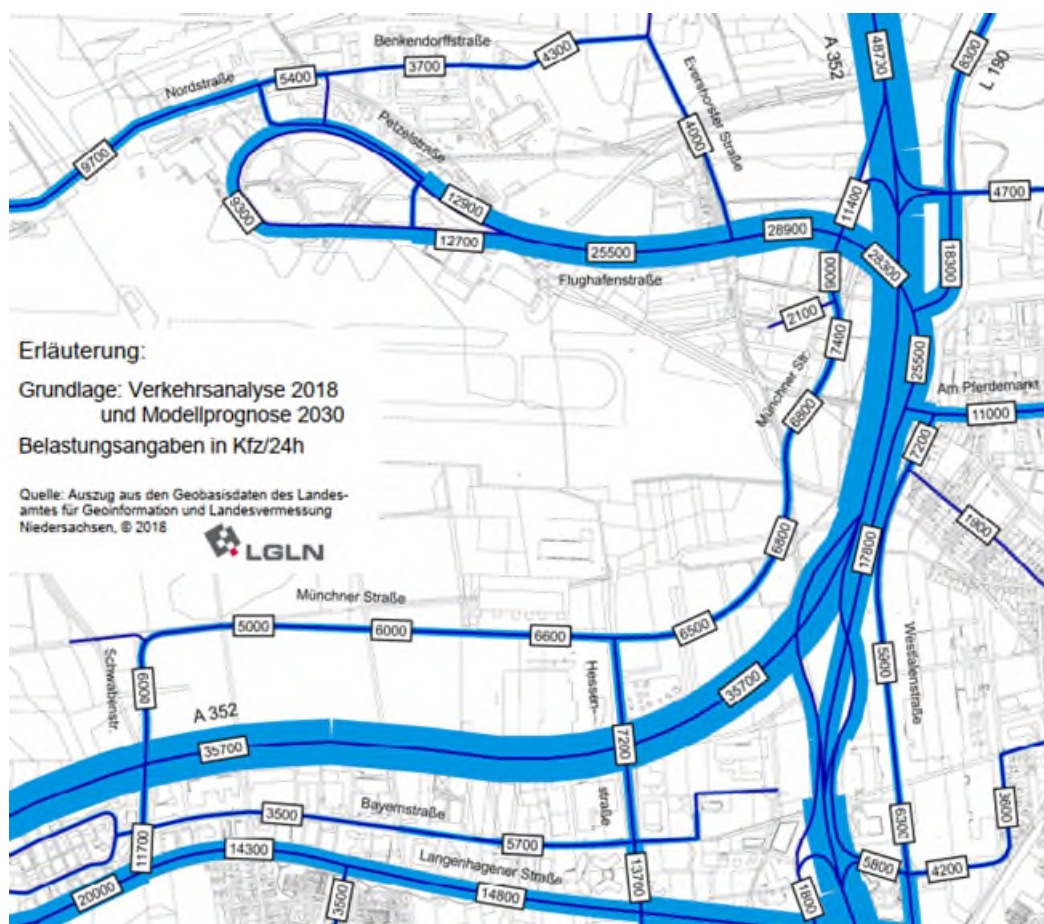 Benkendorffstraße
4300
3700
5400
Nordstraße
A 352
48700
8300
L 190
Petzelstraße
Evershorster Straße
4000
9700
9300
12900
12700
25500
28900
11400
4700
28300
18300
9000
Flughafenstraße
2100
7400
Münchner Str.
6800
25500
Am Pferdemarkt
11000
7200
Erläuterung:
Grundlage: Verkehrsanalyse 2018
und Modellprognose 2030
Belastungsangaben in Kfz/24h
Quelle: Auszug aus den Geobasisdaten des Landes-
amtes für Geoinformation und Landesvermessung
Niedersachsen, © 2018
LGLN
1900
6800
17800
Münchner Straße
5000
6000
6600
6500
Schwabenstr.
6000
Hessen-
straße
7200
35700
5900
Westfalenstraße
A 352
35700
Bayernstraße
3500
5700
3600
6300
11700
14300
Langenhagener Straße
13700
5800
4200
20000
3500
14800
1800